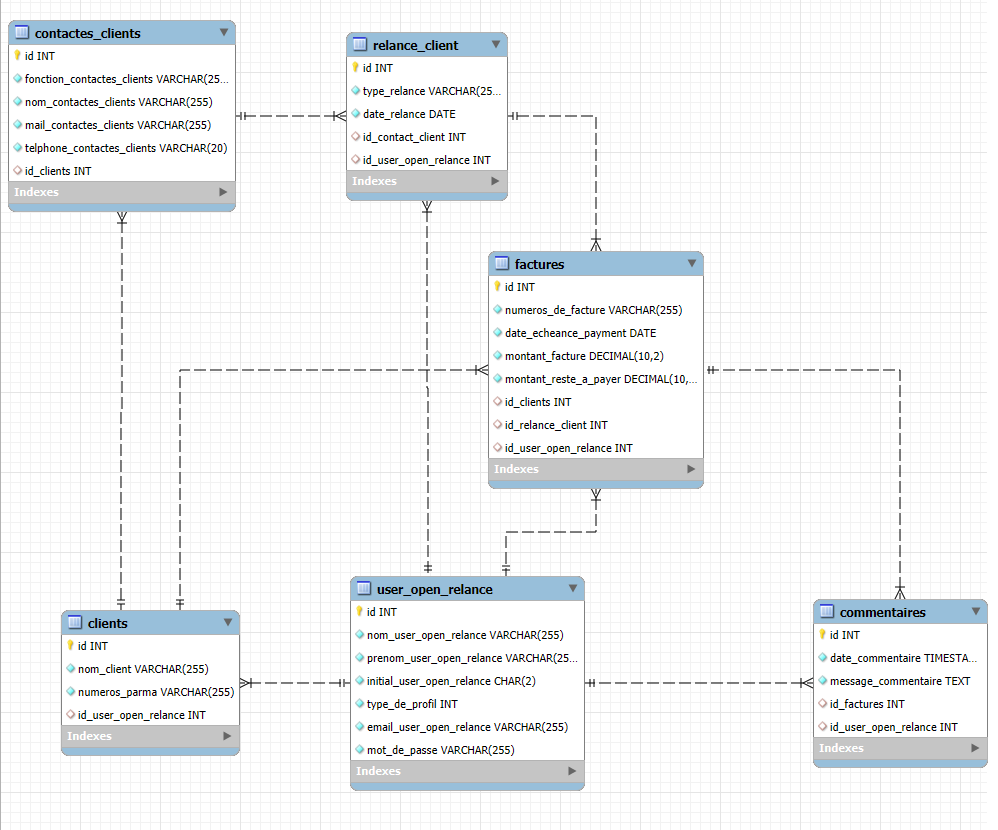 contactes_clients
id INT
fonction_contactes_clients VARCHAR(25...
nom_contactes_clients VARCHAR(255)
mail_contactes_clients VARCHAR(255)
telphone_contactes_clients VARCHAR(20)
id_clients INT
Indexes
relance_client
id INT
type_relance VARCHAR(25...
date_relance DATE
id_contact_client INT
id_user_open_relance INT
Indexes
factures
id INT
numeros_de_facture VARCHAR(255)
date_echeance_payment DATE
montant_facture DECIMAL(10,2)
montant_reste_a_payer DECIMAL(10,...
id_clients INT
id_relance_client INT
id_user_open_relance INT
Indexes
clients
id INT
nom_client VARCHAR(255)
numeros_parma VARCHAR(255)
id_user_open_relance INT
Indexes
user_open_relance
id INT
nom_user_open_relance VARCHAR(255)
prenom_user_open_relance VARCHAR(25...
initial_user_open_relance CHAR(2)
type_de_profil INT
email_user_open_relance VARCHAR(255)
mot_de_passe VARCHAR(255)
Indexes
commentaires
id INT
date_commentaire TIMESTA...
message_commentaire TEXT
id_factures INT
id_user_open_relance INT
Indexes